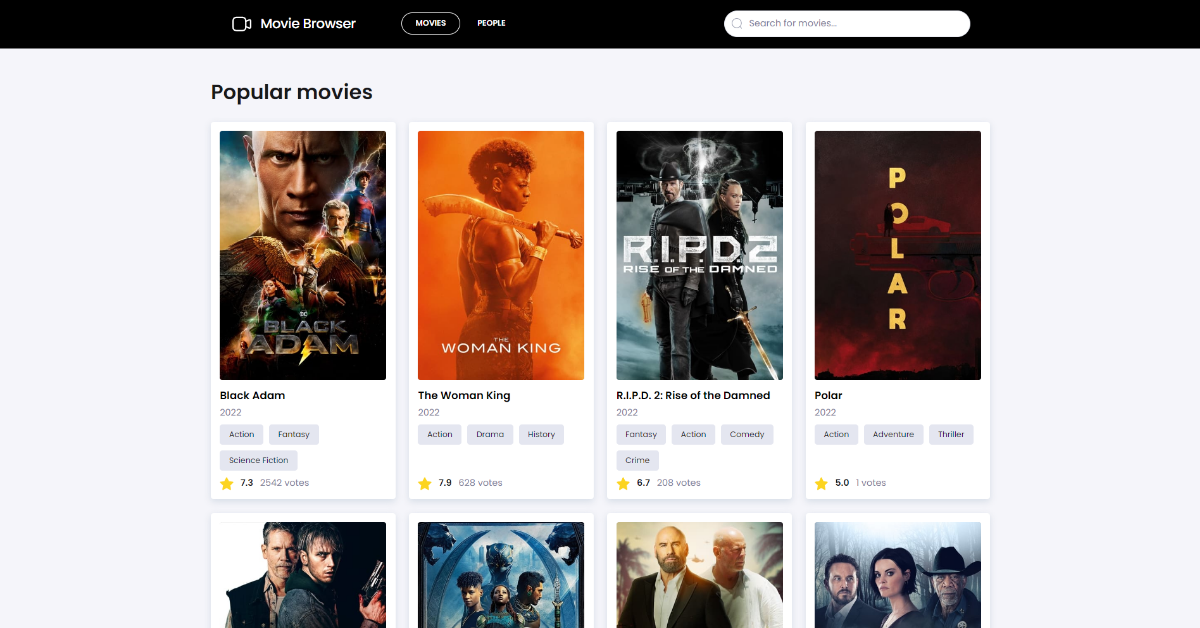 Movie Browser
MOVIES
PEOPLE
Search for movies...
Popular movies
DC
BLACK
ADAM
THE
WOMAN KING
R.I.P.D. 2
RISE OF THE DAMNED
POLAR
Black Adam
2022
Action
Fantasy
Science Fiction
7.3 2542 votes
The Woman King
2022
Action
Drama
History
7.9 628 votes
R.I.P.D. 2: Rise of the Damned
2022
Fantasy
Action
Comedy
Crime
6.7 208 votes
Polar
2022
Action
Adventure
Thriller
5.0 1 votes